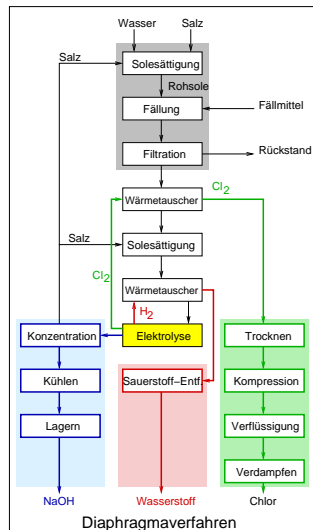 Wasser Salz
Solesättigung
Salz
Rohsole
Fällung
Fällmittel
Filtration
Rückstand
Cl2
Wärmetauscher
Salz
Solesättigung
Cl2
Wärmetauscher
H2
Konzentration
Elektrolyse
Trocknen
Kühlen
Sauerstoff–Entf.
Kompression
Lagern
Verflüssigung
Verdampfen
NaOH
Wasserstoff
Chlor
Diaphragmaverfahren